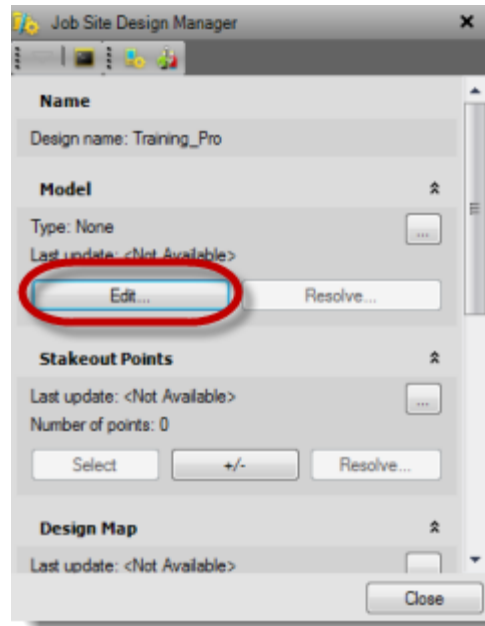 Job Site Design Manager
Name
Design name: Training_Pro
Model
Type: None
...
Last update: <Not Available>
Edit... Resolve...
Stakeout Points
Last update: <Not Available>
...
Number of points: 0
Select +/- Resolve...
Design Map
Last update: <Not Available>
Close